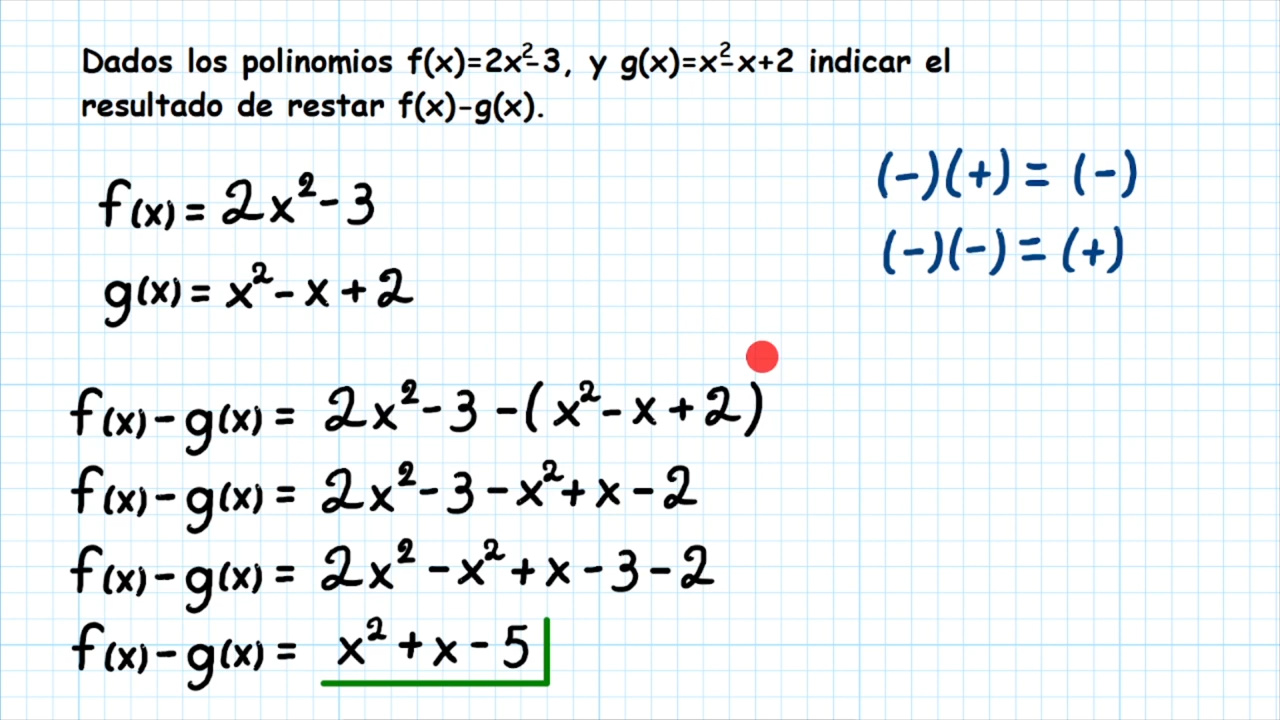 Dados los polinomios f(x)=2x²-3, y g(x)=x²-x+2 indicar el
resultado de restar f(x)-g(x).
f(x) = 2x² - 3
g(x) = x² - x + 2
(-)(+) = (-)
(-)(-) = (+)
f(x) - g(x) = 2x² - 3 - (x² - x + 2)
f(x) - g(x) = 2x² - 3 - x² + x - 2
f(x) - g(x) = 2x² - x² + x - 3 - 2
f(x) - g(x) = x² + x - 5